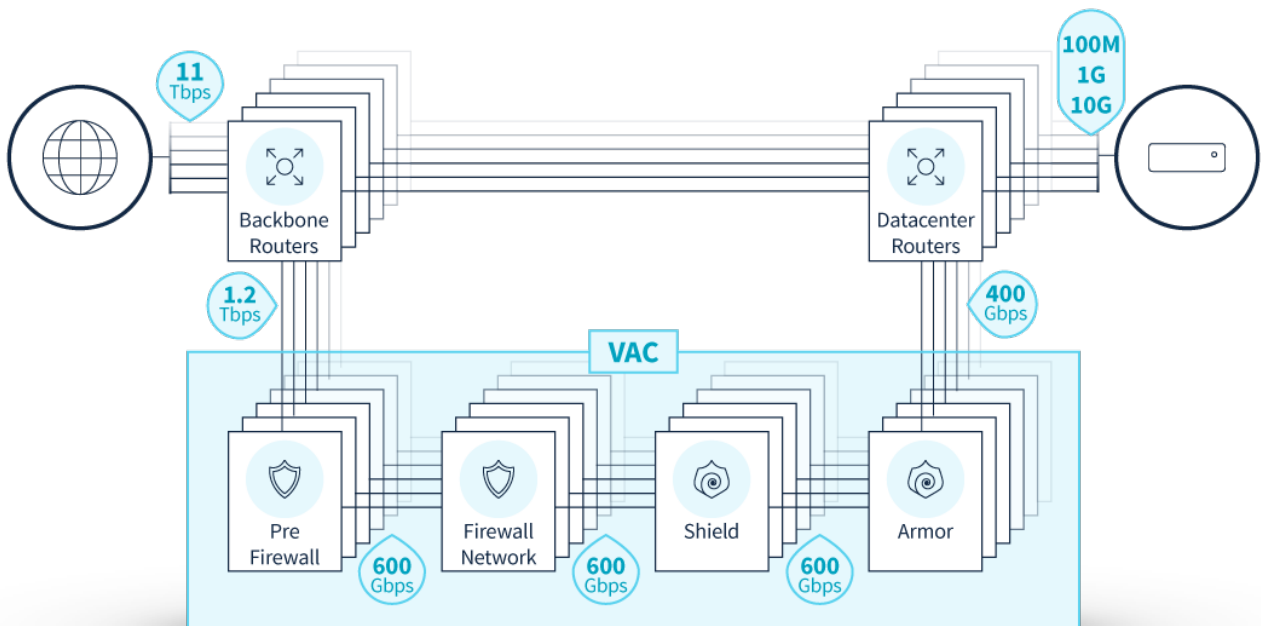 11
Tbps
100M
1G
10G
Backbone
Routers
Datacenter
Routers
1.2
Tbps
400
Gbps
VAC
Pre
Firewall
Firewall
Network
Shield
Armor
600
Gbps
600
Gbps
600
Gbps